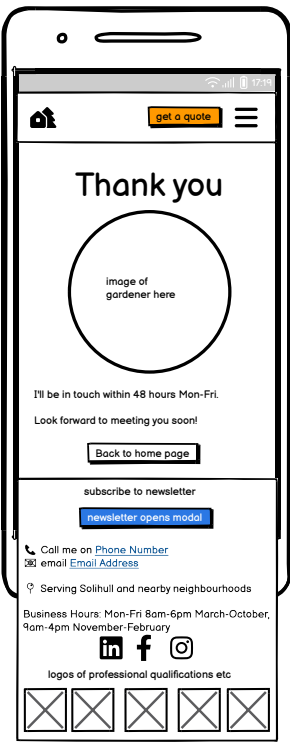 17:19
get a quote
Thank you
image of
gardener here
I'll be in touch within 48 hours Mon-Fri.
Look forward to meeting you soon!
Back to home page
subscribe to newsletter
newsletter opens modal
Call me on Phone Number
email Email Address
Serving Solihull and nearby neighbourhoods
Business Hours: Mon-Fri 8am-6pm March-October,
9am-4pm November-February
in f
logos of professional qualifications etc